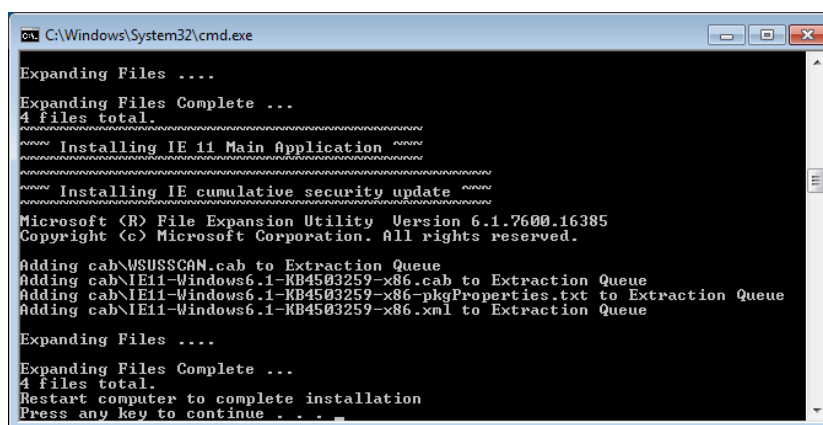 C:\Windows\System32\cmd.exe
Expanding Files ....
Expanding Files Complete ...
4 files total.
~~~~~~~~~~~~~~~~~~~~~~~~~~~~~~~~~~~~~~~~~~~~~~~~~~
~~~~ Installing IE 11 Main Application ~~~~
~~~~~~~~~~~~~~~~~~~~~~~~~~~~~~~~~~~~~~~~~~~~~~~~~~
~~~~~~~~~~~~~~~~~~~~~~~~~~~~~~~~~~~~~~~~~~~~~~~~~~~~~~~~~~
~~~~ Installing IE cumulative security update ~~~~
~~~~~~~~~~~~~~~~~~~~~~~~~~~~~~~~~~~~~~~~~~~~~~~~~~~~~~~~~~
Microsoft (R) File Expansion Utility  Version 6.1.7600.16385
Copyright (c) Microsoft Corporation. All rights reserved.
Adding cab\WSUSSCAN.cab to Extraction Queue
Adding cab\IE11-Windows6.1-KB4503259-x86.cab to Extraction Queue
Adding cab\IE11-Windows6.1-KB4503259-x86-pkgProperties.txt to Extraction Queue
Adding cab\IE11-Windows6.1-KB4503259-x86.xml to Extraction Queue
Expanding Files ....
Expanding Files Complete ...
4 files total.
Restart computer to complete installation
Press any key to continue . . . _